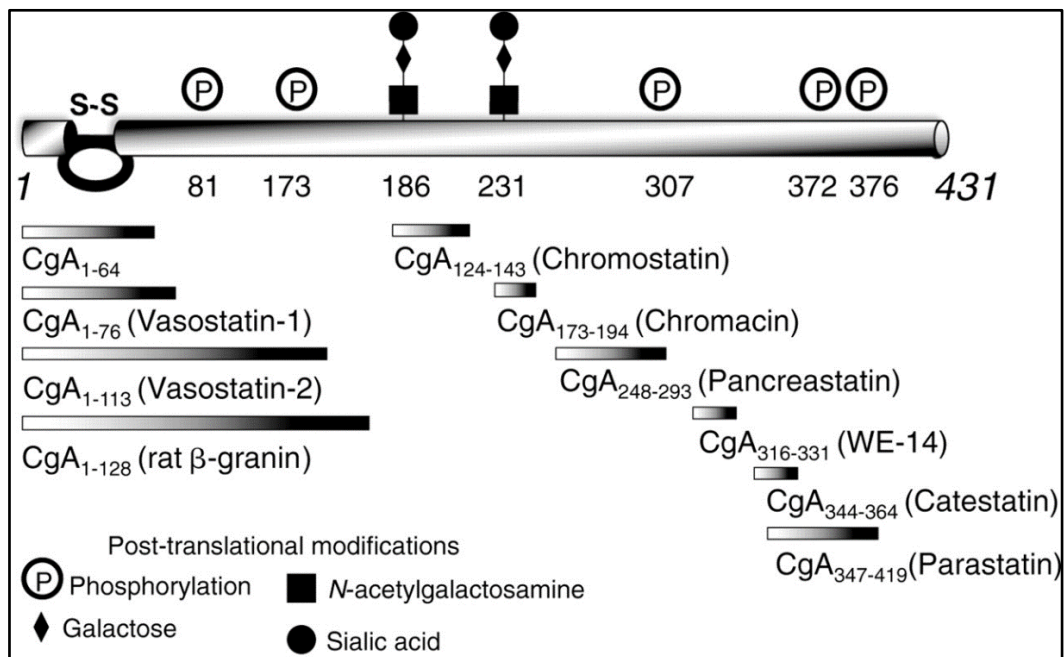 P P P P P
S-S
1 81 173 186 231 307 372 376 431
CgA1-64
CgA1-76 (Vasostatin-1)
CgA1-113 (Vasostatin-2)
CgA1-128 (rat β-granin)
CgA124-143 (Chromostatin)
CgA173-194 (Chromacin)
CgA248-293 (Pancreastatin)
CgA316-331 (WE-14)
CgA344-364 (Catestatin)
CgA347-419(Parastatin)
Post-translational modifications
P Phosphorylation
N-acetylgalactosamine
Galactose
Sialic acid